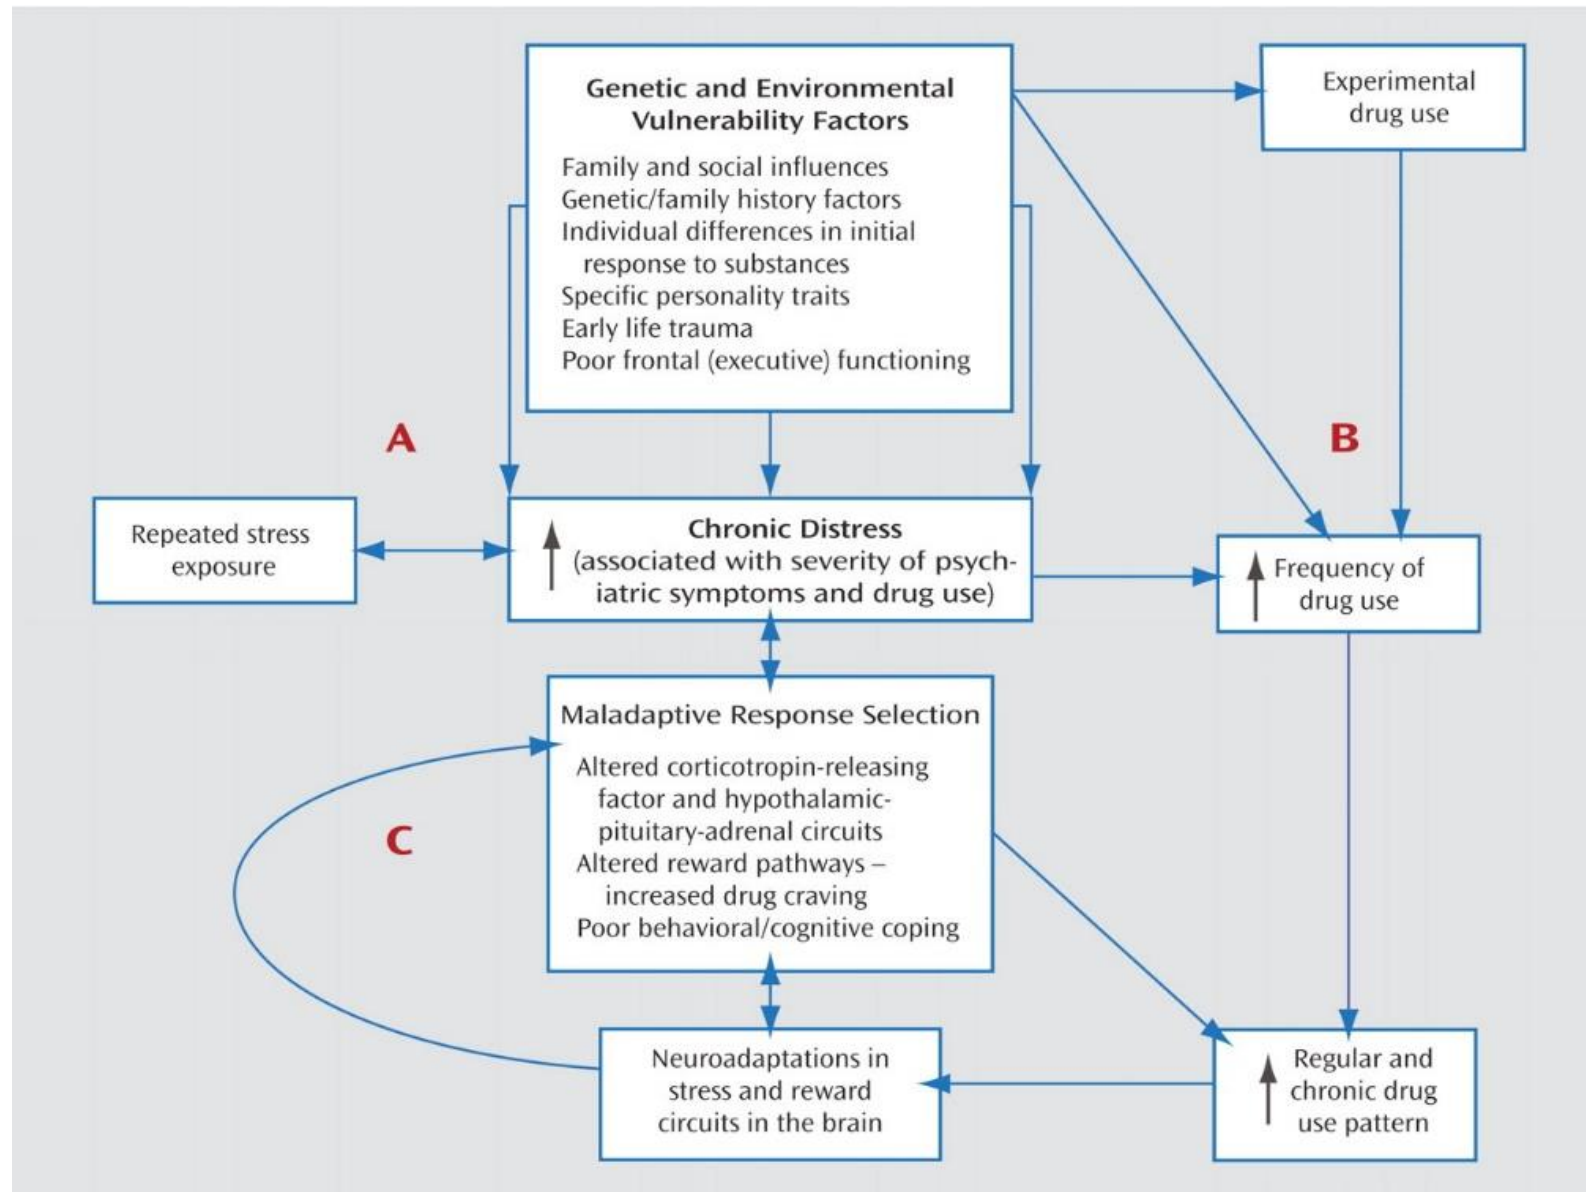 Genetic and Environmental
Vulnerability Factors
Family and social influences
Genetic/family history factors
Individual differences in initial
response to substances
Specific personality traits
Early life trauma
Poor frontal (executive) functioning
Experimental
drug use
A
B
Repeated stress
exposure
Chronic Distress
(associated with severity of psych-
iatric symptoms and drug use)
Frequency of
drug use
Maladaptive Response Selection
Altered corticotropin-releasing
factor and hypothalamic-
pituitary-adrenal circuits
Altered reward pathways –
increased drug craving
Poor behavioral/cognitive coping
C
Neuroadaptations in
stress and reward
circuits in the brain
Regular and
chronic drug
use pattern